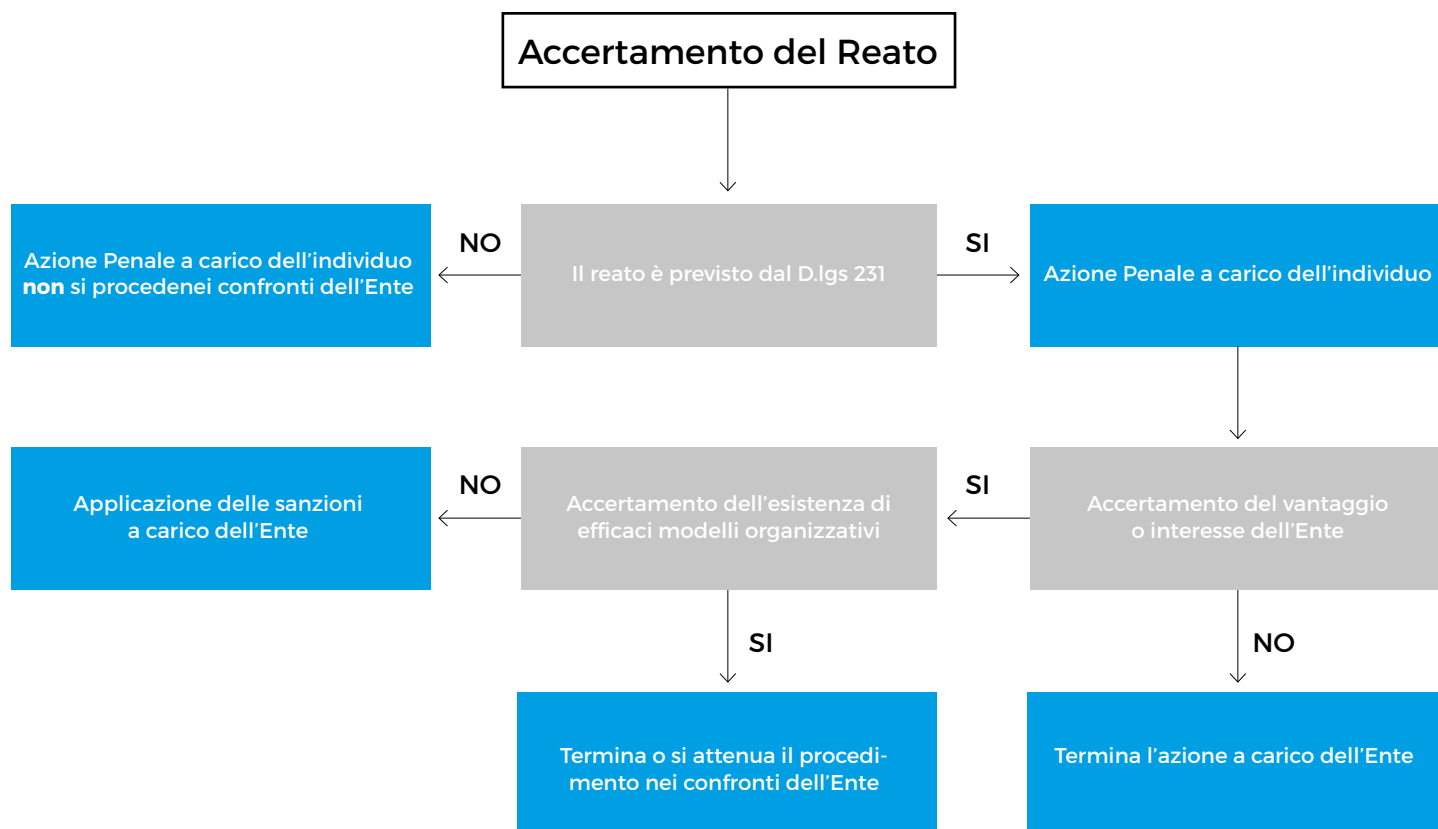 Accertamento del Reato
NO
SI
Azione Penale a carico dell'individuo
non si procedenei confronti dell'Ente
Il reato è previsto dal D.lgs 231
Azione Penale a carico dell'individuo
NO
SI
Applicazione delle sanzioni
a carico dell'Ente
Accertamento dell'esistenza di
efficaci modelli organizzativi
Accertamento del vantaggio
o interesse dell'Ente
SI
NO
Termina o si attenua il procedi-
mento nei confronti dell'Ente
Termina l'azione a carico dell'Ente